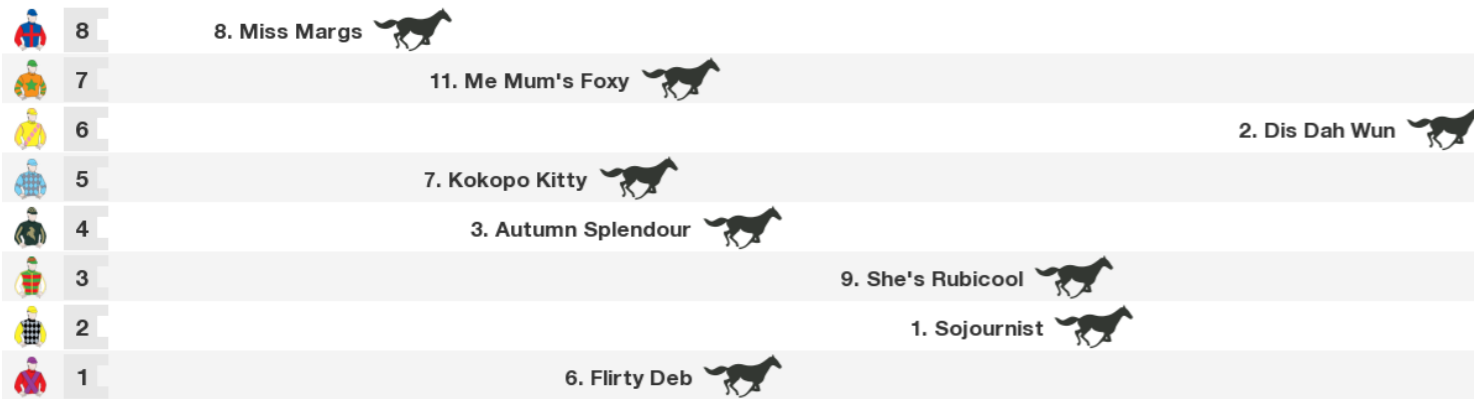 8 8. Miss Margs
7 11. Me Mum's Foxy
6 2. Dis Dah Wun
5 7. Kokopo Kitty
4 3. Autumn Splendour
3 9. She's Rubicool
2 1. Sojournist
1 6. Flirty Deb